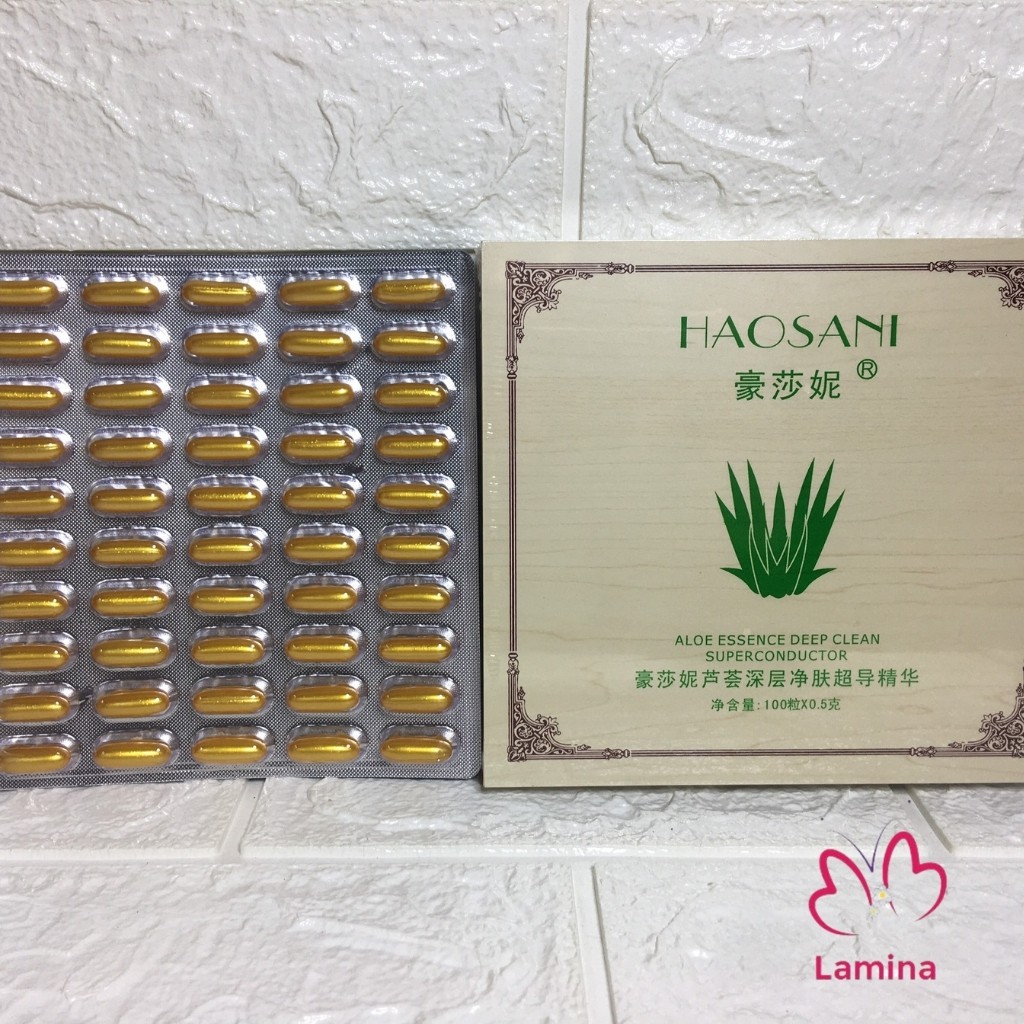 HAOSANI
豪莎妮®
ALOE ESSENCE DEEP CLEAN
SUPERCONDUCTOR
豪莎妮芦荟深层净肤超导精华
净含量:100粒X0.5克
Lamina